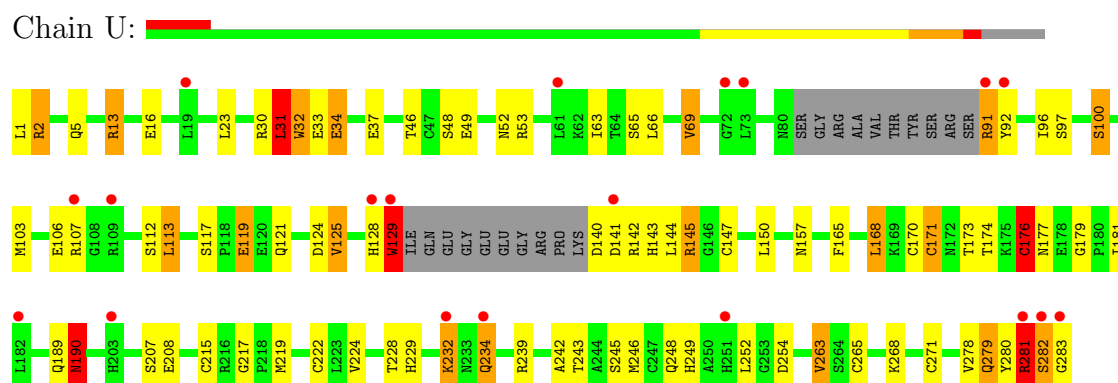 Chain U:
L1 R2 Q5 R13 E16 L19 L23 R30 L31 W32 E33 E34 E37 T46 C47 S48 E49 N52 R53 L61 K62 I63 T64 S65 L66 V69 G72 L73 N80 SER GLY ARG ALA VAL THR TYR SER ARG SER R91 Y92 I96 S97 S100
M103 E106 R107 G108 R109 S112 L113 S117 P118 E119 E120 Q121 D124 V125 H128 W129 ILE GLN GLU GLY GLU GLU GLY ARG PRO LYS D140 D141 R142 H143 L144 R145 G146 C147 L150 N157 F165 L168 K169 C170 C171 N172 T173 T174 K175 C176 N177 E178 G179 P180 I181
L182 Q189 N190 H203 S207 E208 C215 R216 G217 P218 M219 C222 L223 V224 T228 H229 K232 N233 Q234 R239 A242 T243 A244 S245 M246 C247 Q248 H249 A250 H251 L252 G253 D254 V263 S264 C265 K268 C271 V278 Q279 Y280 R281 S282 G283